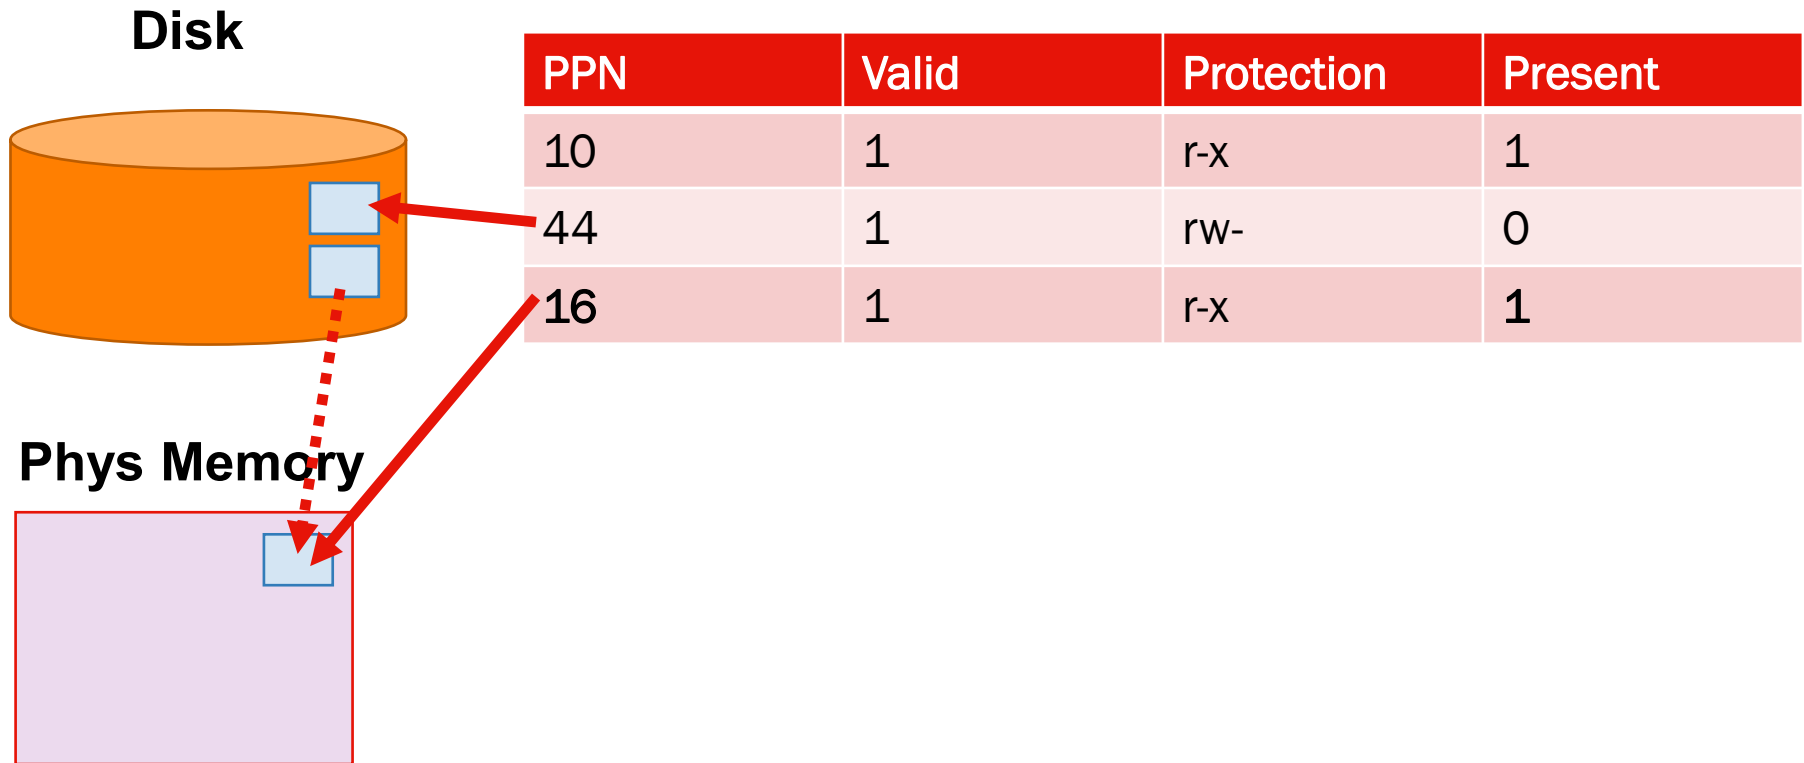 Disk
PPN Valid Protection Present
10 1 r-x 1
44 1 rw- 0
16 1 r-x 1
Phys Memory